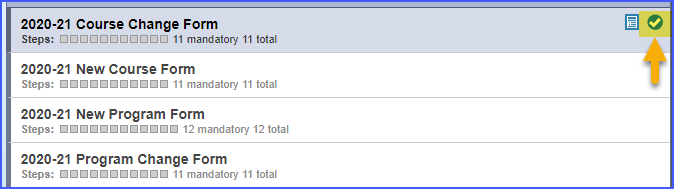 2020-21 Course Change Form
Steps: 11 mandatory 11 total
2020-21 New Course Form
Steps: 11 mandatory 11 total
2020-21 New Program Form
Steps: 12 mandatory 12 total
2020-21 Program Change Form
Steps: 11 mandatory 11 total